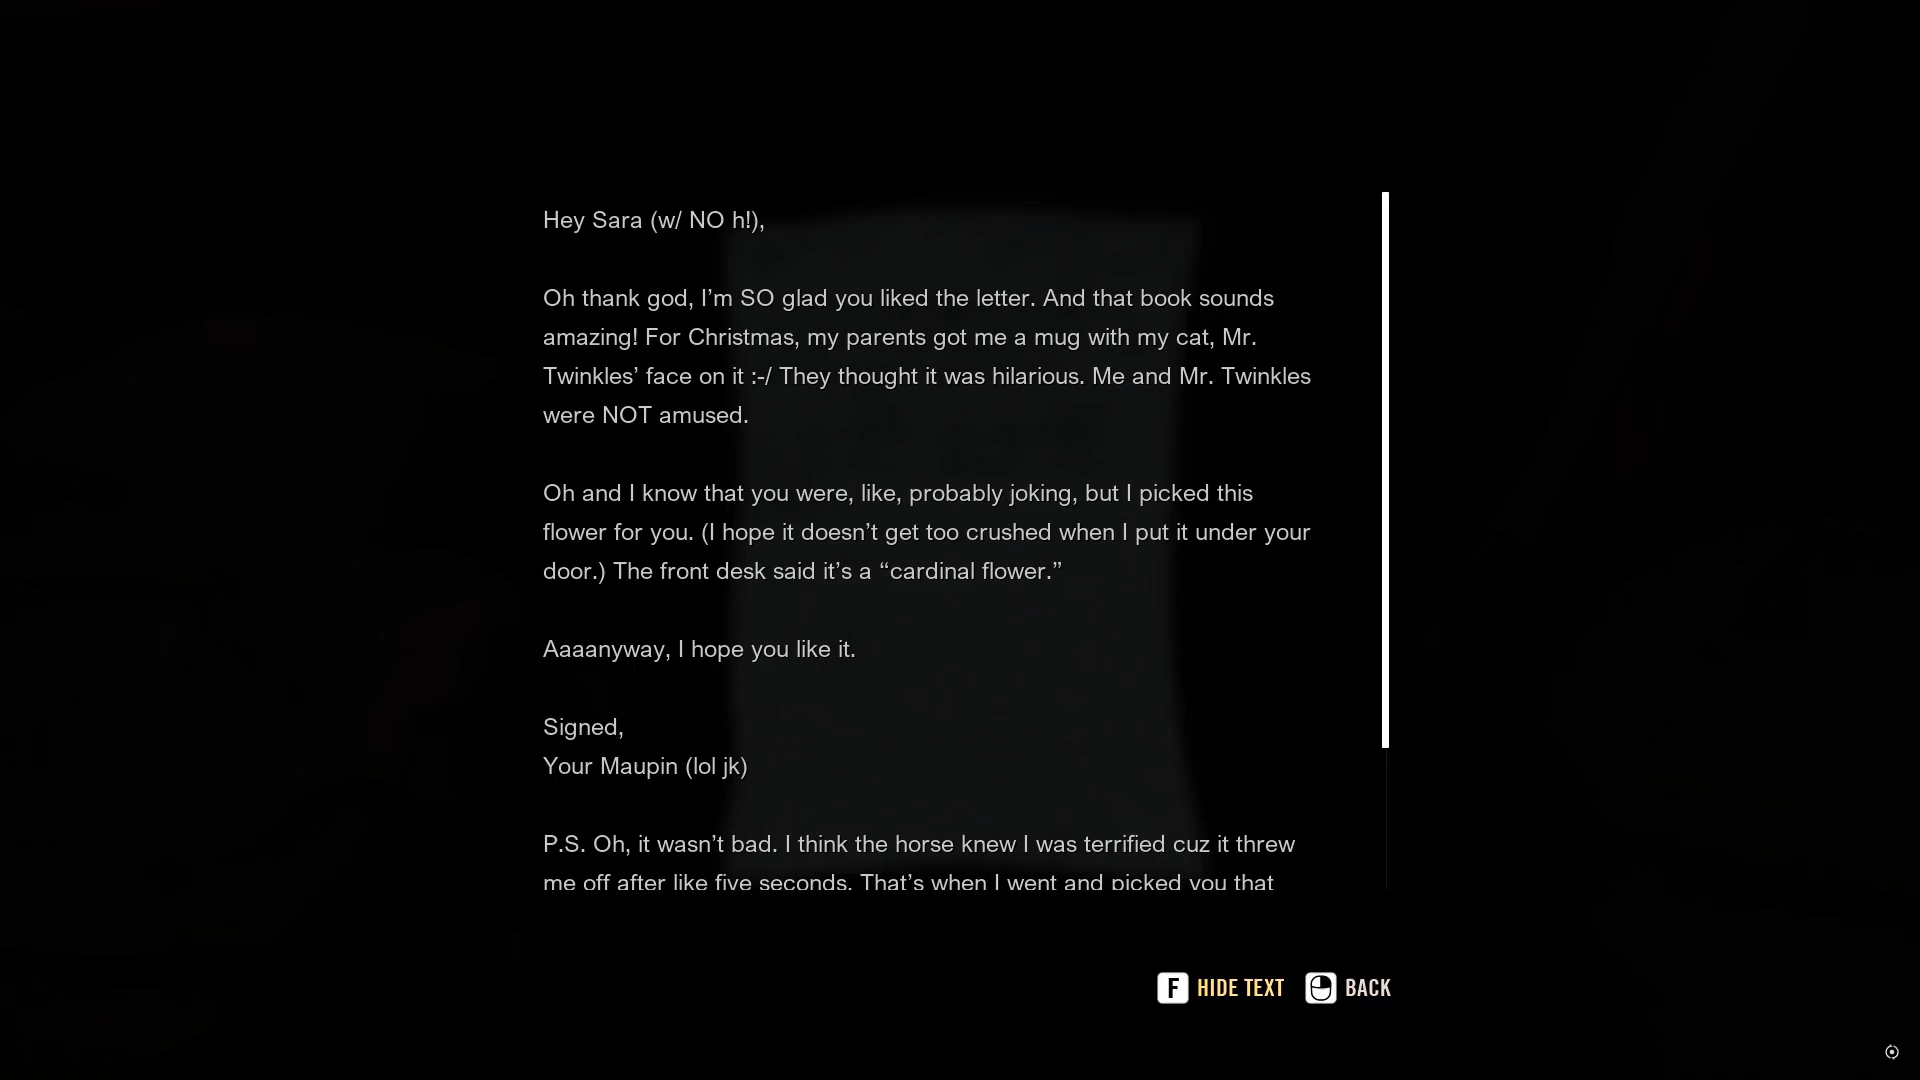 Hey Sara (w/ NO h!),
Oh thank god, I’m SO glad you liked the letter. And that book sounds
amazing! For Christmas, my parents got me a mug with my cat, Mr.
Twinkles’ face on it :-/ They thought it was hilarious. Me and Mr. Twinkles
were NOT amused.
Oh and I know that you were, like, probably joking, but I picked this
flower for you. (I hope it doesn’t get too crushed when I put it under your
door.) The front desk said it’s a “cardinal flower.”
Aaaanyway, I hope you like it.
Signed,
Your Maupin (lol jk)
P.S. Oh, it wasn’t bad. I think the horse knew I was terrified cuz it threw
me off after like five seconds. That’s when I went and picked you that
F HIDE TEXT BACK